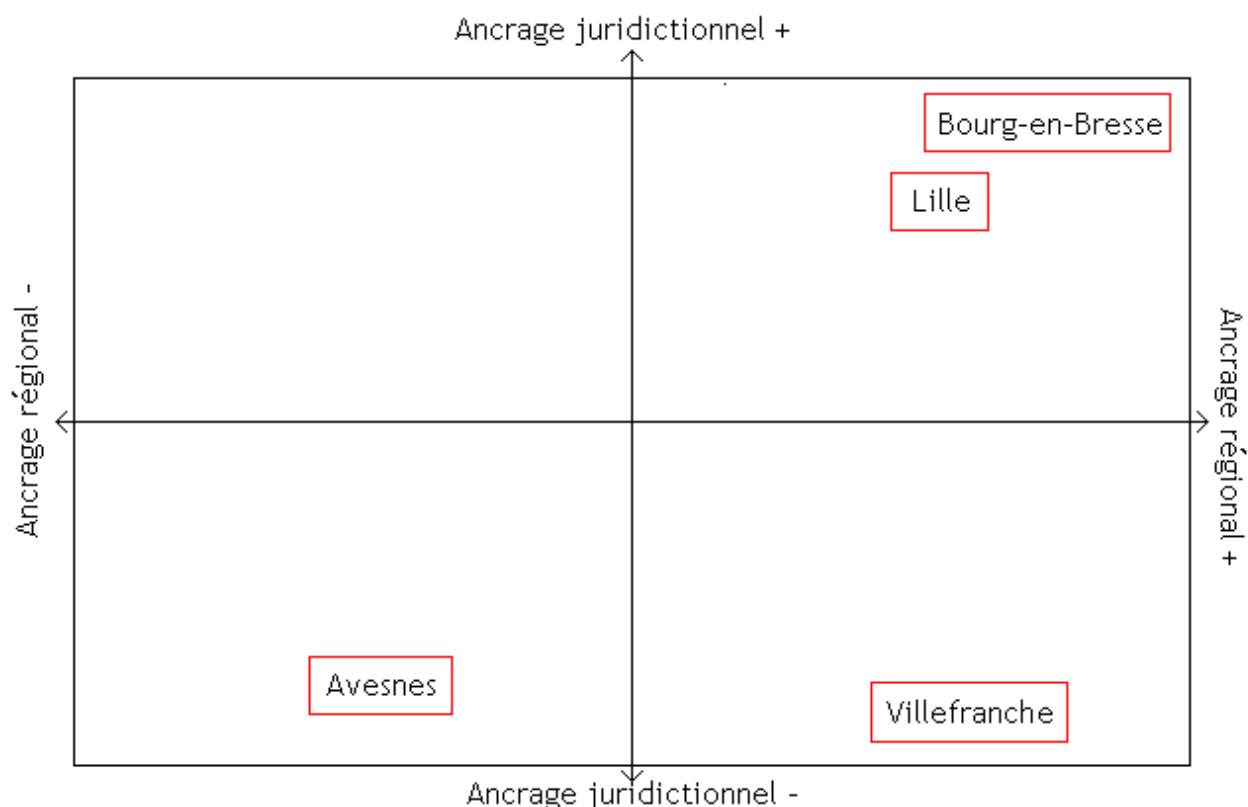 Ancrage juridictionnel +
Bourg-en-Bresse
Lille
Ancrage régional -
Ancrage régional +
Avesnes
Villefranche
Ancrage juridictionnel -